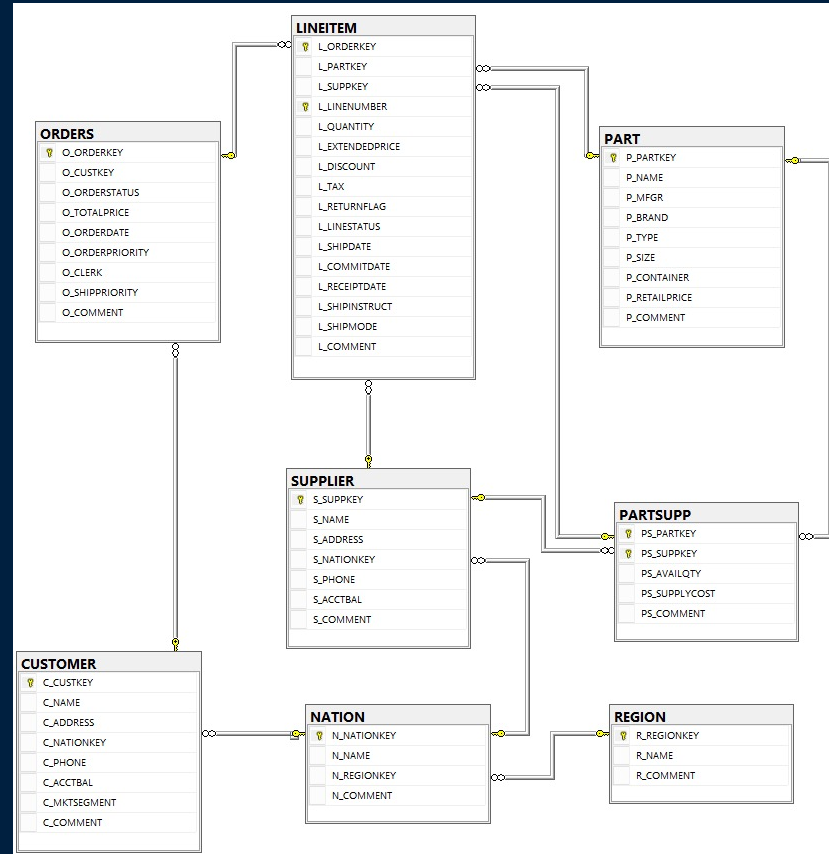 LINEITEM
L_ORDERKEY
L_PARTKEY
L_SUPPKEY
L_LINENUMBER
L_QUANTITY
L_EXTENDEDPRICE
L_DISCOUNT
L_TAX
L_RETURNFLAG
L_LINESTATUS
L_SHIPDATE
L_COMMITDATE
L_RECEIPTDATE
L_SHIPINSTRUCT
L_SHIPMODE
L_COMMENT
ORDERS
O_ORDERKEY
O_CUSTKEY
O_ORDERSTATUS
O_TOTALPRICE
O_ORDERDATE
O_ORDERPRIORITY
O_CLERK
O_SHIPPRIORITY
O_COMMENT
PART
P_PARTKEY
P_NAME
P_MFGR
P_BRAND
P_TYPE
P_SIZE
P_CONTAINER
P_RETAILPRICE
P_COMMENT
SUPPLIER
S_SUPPKEY
S_NAME
S_ADDRESS
S_NATIONKEY
S_PHONE
S_ACCTBAL
S_COMMENT
PARTSUPP
PS_PARTKEY
PS_SUPPKEY
PS_AVAILQTY
PS_SUPPLYCOST
PS_COMMENT
CUSTOMER
C_CUSTKEY
C_NAME
C_ADDRESS
C_NATIONKEY
C_PHONE
C_ACCTBAL
C_MKTSEGMENT
C_COMMENT
NATION
N_NATIONKEY
N_NAME
N_REGIONKEY
N_COMMENT
REGION
R_REGIONKEY
R_NAME
R_COMMENT